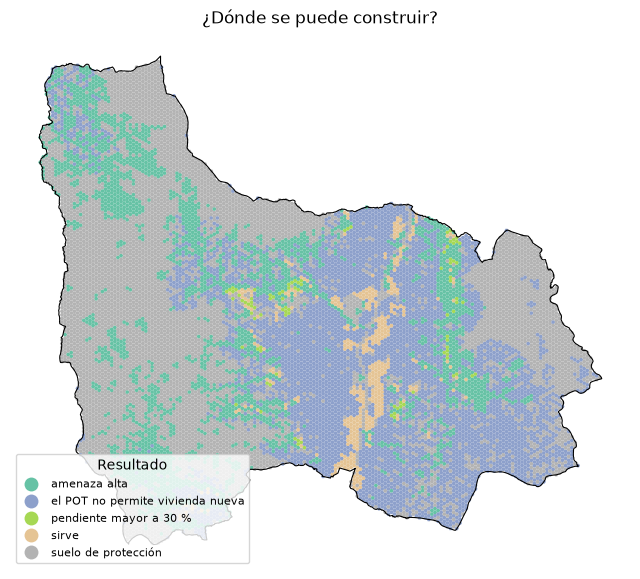 ¿Dónde se puede construir?
Resultado
amenaza alta
el POT no permite vivienda nueva
pendiente mayor a 30 %
sirve
suelo de protección